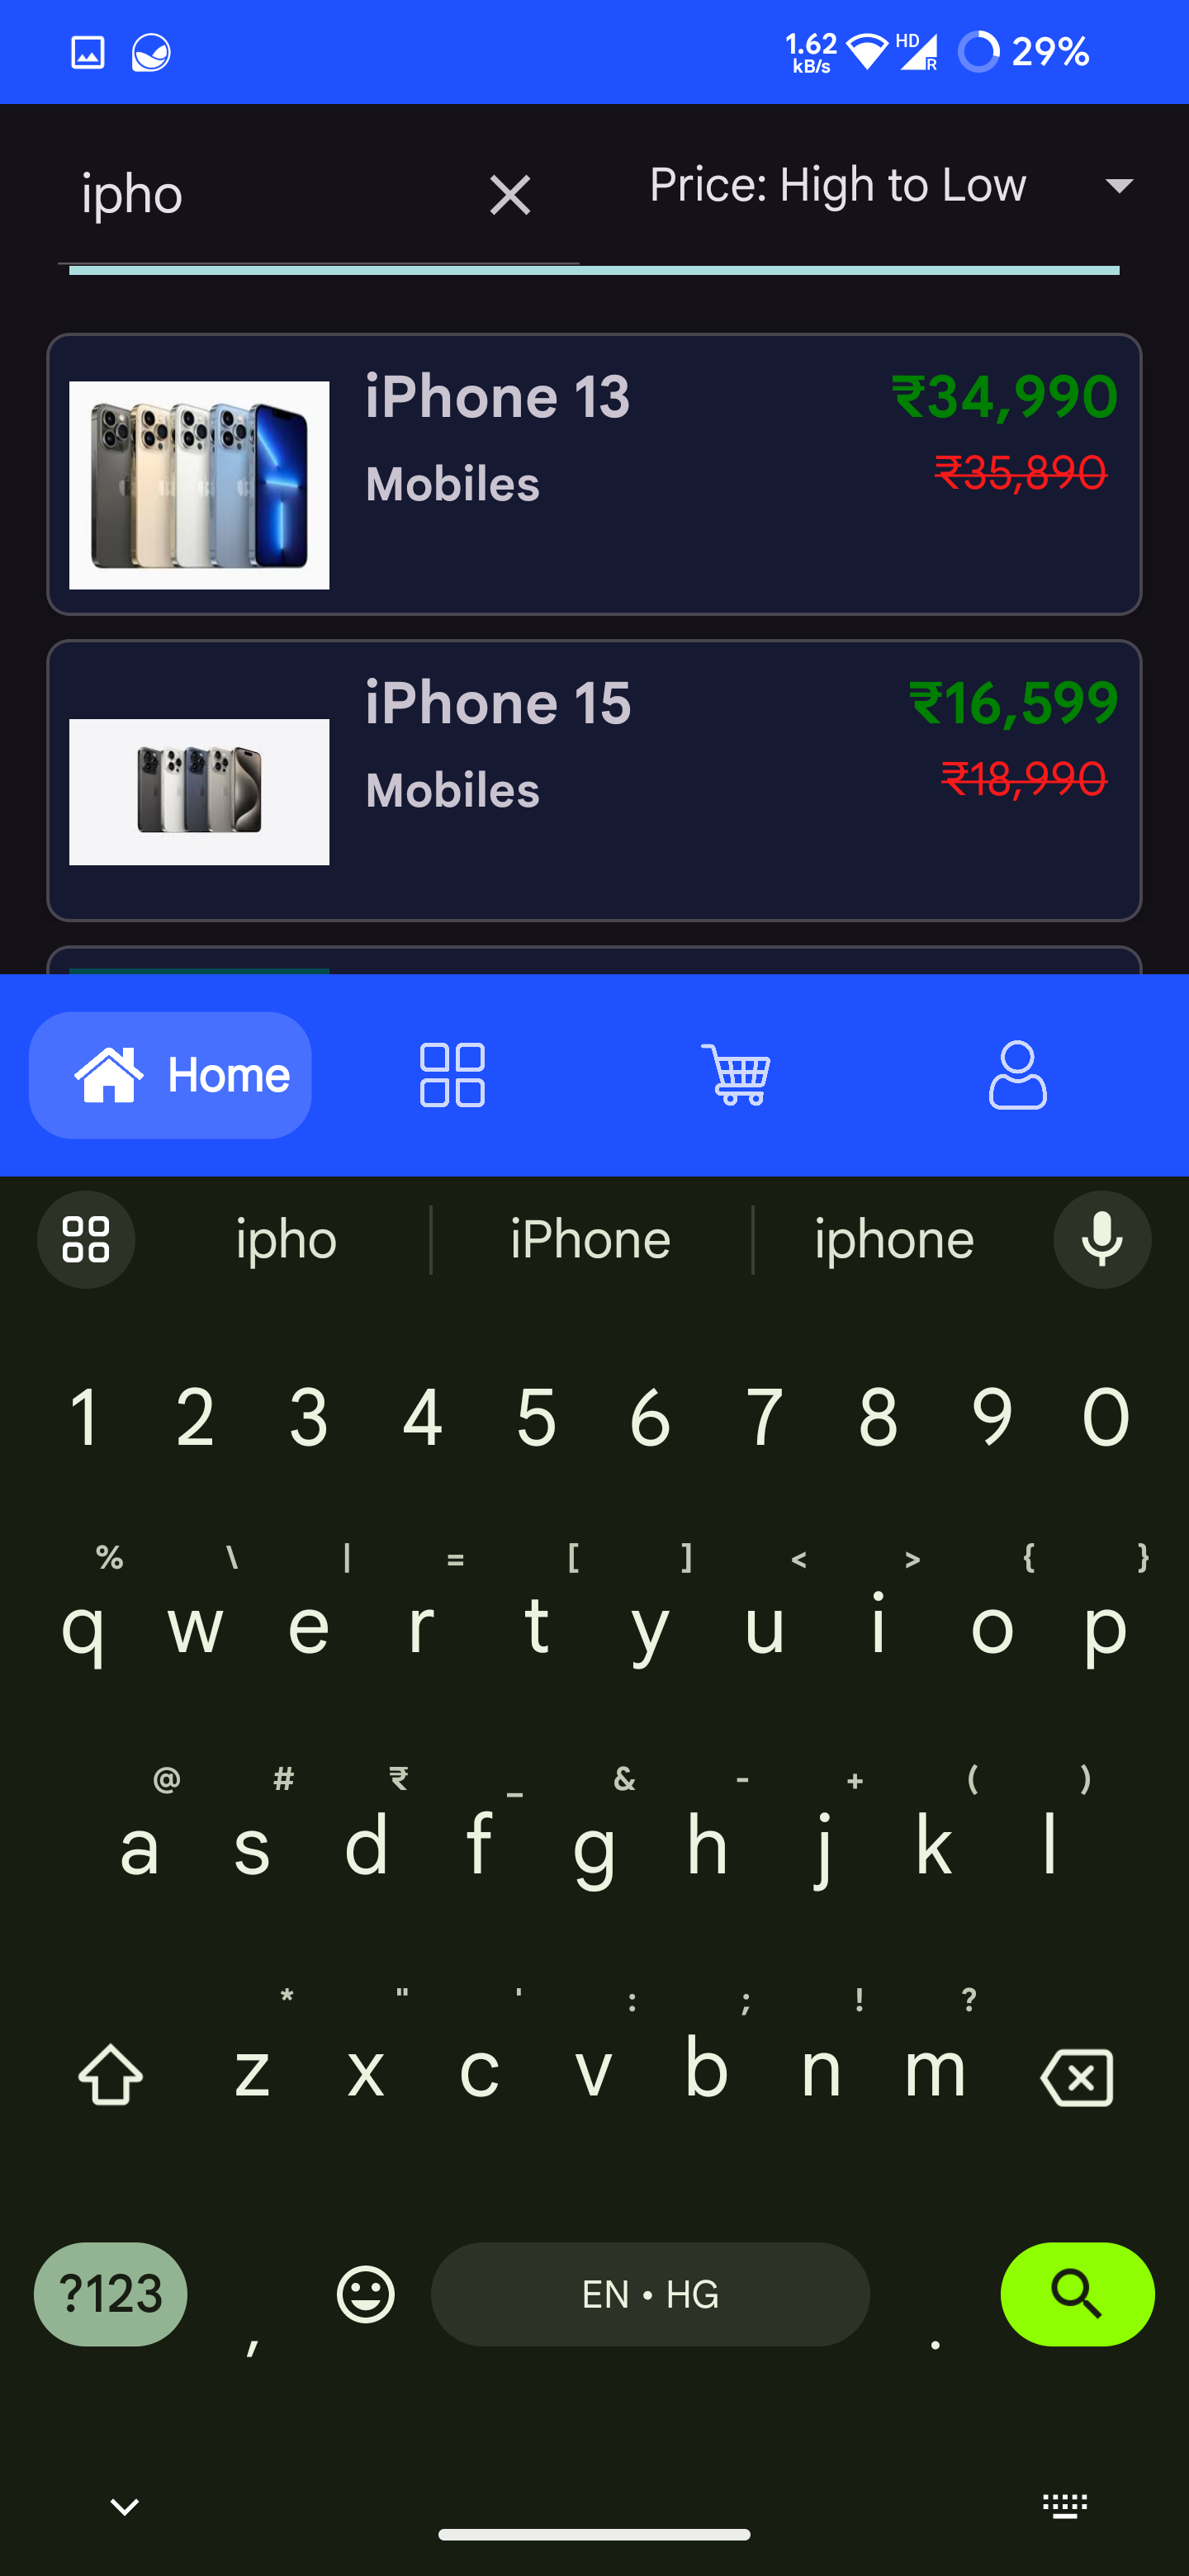 1.62 kB/s HD R 29%
ipho Price: High to Low
iPhone 13 ₹34,990
Mobiles ₹35,890
iPhone 15 ₹16,599
Mobiles ₹18,990
Home
ipho iPhone iphone
1 2 3 4 5 6 7 8 9 0
% \ | = [ ] < > { }
q w e r t y u i o p
@ # ₹ _ & - + ( )
a s d f g h j k l
* " ' : ; ! ?
z x c v b n m
?123 , EN • HG .